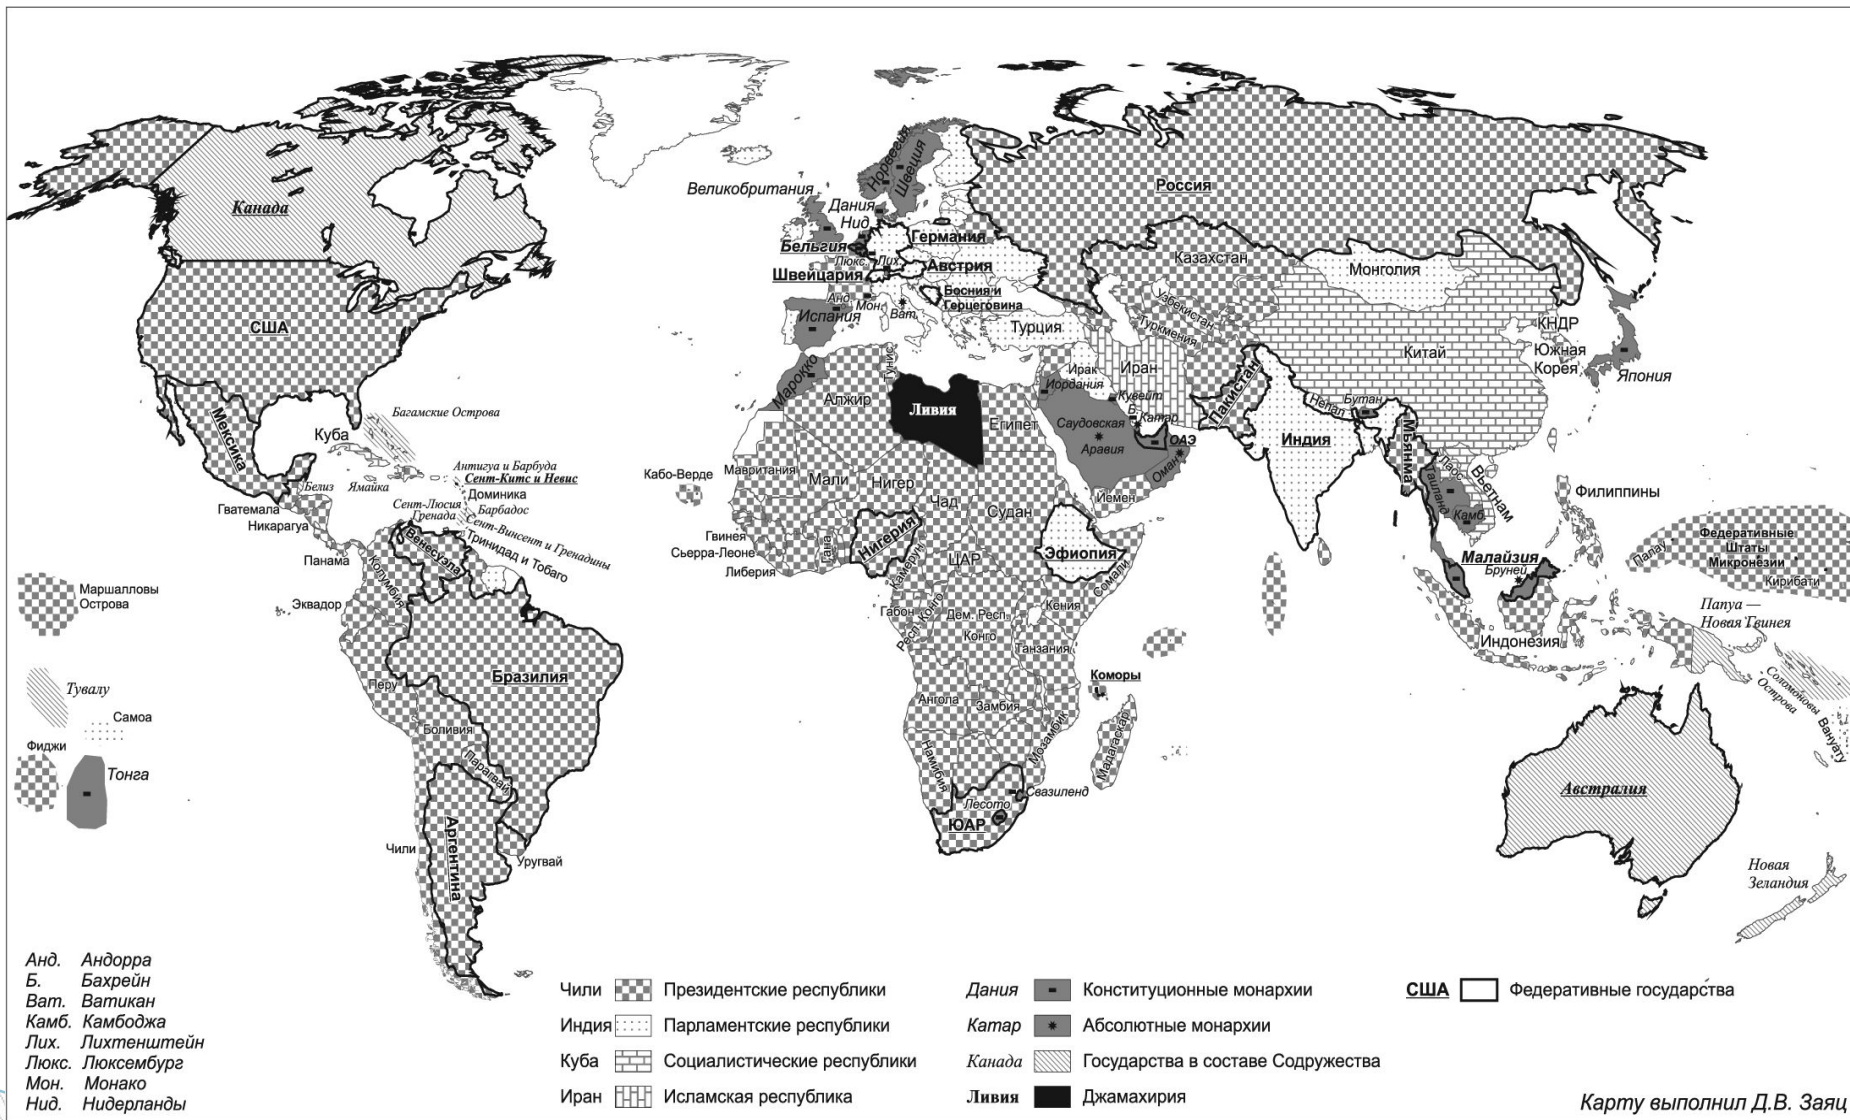 Великобритания
Норвегия
Швеция
Дания
Нид.
Бельгия
Германия
Люкс.
Лих.
Швейцария
Австрия
Анд.
Мон.
Ват.
Босния и
Герцеговина
Испания
Турция
Россия
Казахстан
Монголия
Узбекистан
Туркмения
Китай
КНДР
Южная
Корея
Япония
Канада
США
Мексика
Багамские Острова
Куба
Антигуа и Барбуда
Сент-Китс и Невис
Белиз
Ямайка
Доминика
Гватемала
Сент-Люсия
Барбадос
Никарагуа
Гренада
Сент-Винсент и Гренадины
Тринидад и Тобаго
Панама
Венесуэла
Колумбия
Эквадор
Перу
Бразилия
Боливия
Парагвай
Чили
Аргентина
Уругвай
Маршалловы
Острова
Тувалу
Самоа
Фиджи
Тонга
Марокко
Алжир
Тунис
Ливия
Египет
Кабо-Верде
Мавритания
Мали
Нигер
Чад
Судан
Гвинея
Сьерра-Леоне
Либерия
Гана
Нигерия
Камерун
ЦАР
Эфиопия
Сомали
Габон
Респ. Конго
Дем. Респ.
Конго
Кения
Танзания
Коморы
Ангола
Замбия
Мозамбик
Мадагаскар
Намибия
Свазиленд
Лесото
ЮАР
Ирак
Иран
Иордания
Кувейт
Б.
Катар
Саудовская
Аравия
ОАЭ
Оман
Йемен
Пакистан
Непал
Бутан
Индия
Мьянма
Лаос
Таиланд
Вьетнам
Камб.
Филиппины
Малайзия
Бруней
Индонезия
Палау
Федеративные
Штаты
Микронезии
Кирибати
Папуа —
Новая Гвинея
Соломоновы
Острова
Вануату
Австралия
Новая
Зеландия
Анд. Андорра
Б. Бахрейн
Ват. Ватикан
Камб. Камбоджа
Лих. Лихтенштейн
Люкс. Люксембург
Мон. Монако
Нид. Нидерланды
Чили Президентские республики
Индия Парламентские республики
Куба Социалистические республики
Иран Исламская республика
Дания Конституционные монархии
Катар Абсолютные монархии
Канада Государства в составе Содружества
Ливия Джамахирия
США Федеративные государства
Карту выполнил Д.В. Заяц